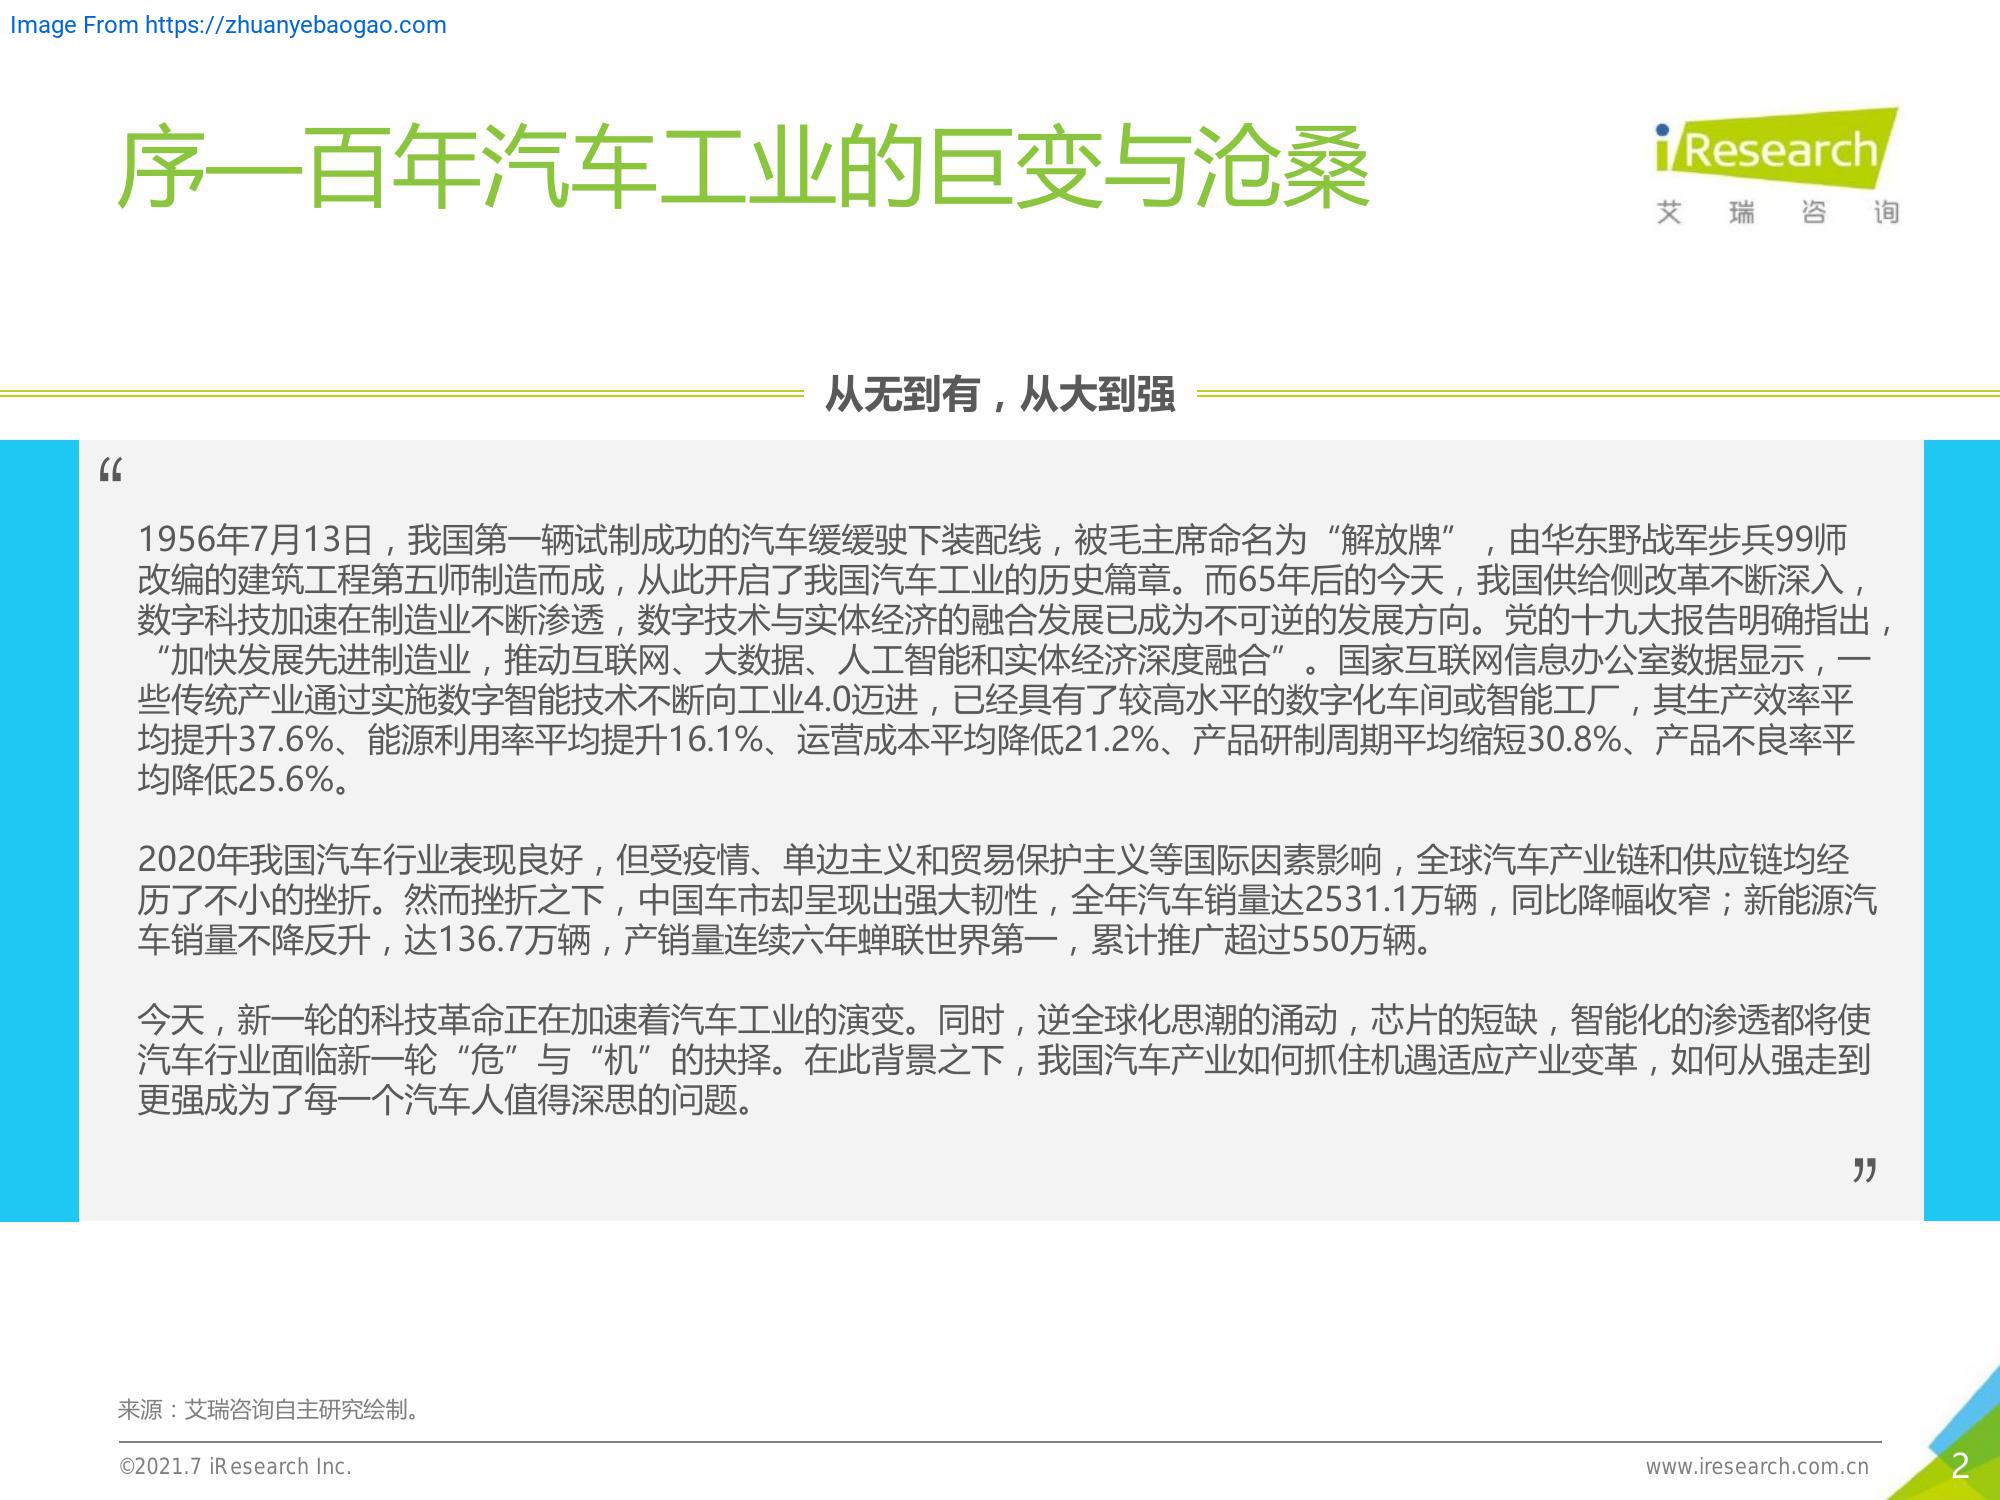 Image From https://zhuanyebaogao.com
序—百年汽车工业的巨变与沧桑
iResearch
艾瑞咨询
从无到有，从大到强
“
1956年7月13日，我国第一辆试制成功的汽车缓缓驶下装配线，被毛主席命名为“解放牌”，由华东野战军步兵99师
改编的建筑工程第五师制造而成，从此开启了我国汽车工业的历史篇章。而65年后的今天，我国供给侧改革不断深入，
数字科技加速在制造业不断渗透，数字技术与实体经济的融合发展已成为不可逆的发展方向。党的十九大报告明确指出，
“加快发展先进制造业，推动互联网、大数据、人工智能和实体经济深度融合”。国家互联网信息办公室数据显示，一
些传统产业通过实施数字智能技术不断向工业4.0迈进，已经具有了较高水平的数字化车间或智能工厂，其生产效率平
均提升37.6%、能源利用率平均提升16.1%、运营成本平均降低21.2%、产品研制周期平均缩短30.8%、产品不良率平
均降低25.6%。
2020年我国汽车行业表现良好，但受疫情、单边主义和贸易保护主义等国际因素影响，全球汽车产业链和供应链均经
历了不小的挫折。然而挫折之下，中国车市却呈现出强大韧性，全年汽车销量达2531.1万辆，同比降幅收窄；新能源汽
车销量不降反升，达136.7万辆，产销量连续六年蝉联世界第一，累计推广超过550万辆。
今天，新一轮的科技革命正在加速着汽车工业的演变。同时，逆全球化思潮的涌动，芯片的短缺，智能化的渗透都将使
汽车行业面临新一轮“危”与“机”的抉择。在此背景之下，我国汽车产业如何抓住机遇适应产业变革，如何从强走到
更强成为了每一个汽车人值得深思的问题。
”
来源：艾瑞咨询自主研究绘制。
©2021.7 iResearch Inc.
www.iresearch.com.cn
2